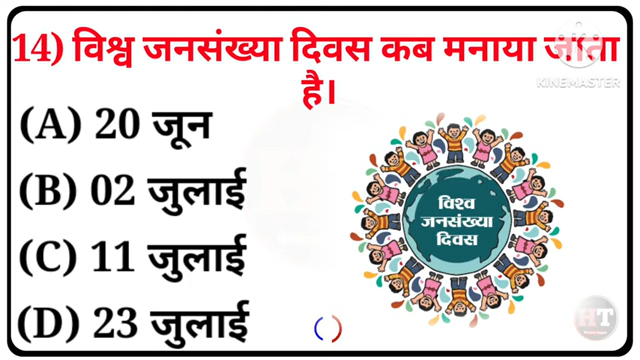 14) विश्व जनसंख्या दिवस कब मनाया जाता
है।
KINEMASTER
(A) 20 जून
(B) 02 जुलाई
(C) 11 जुलाई
(D) 23 जुलाई
विश्व
जनसंख्या
दिवस
HT